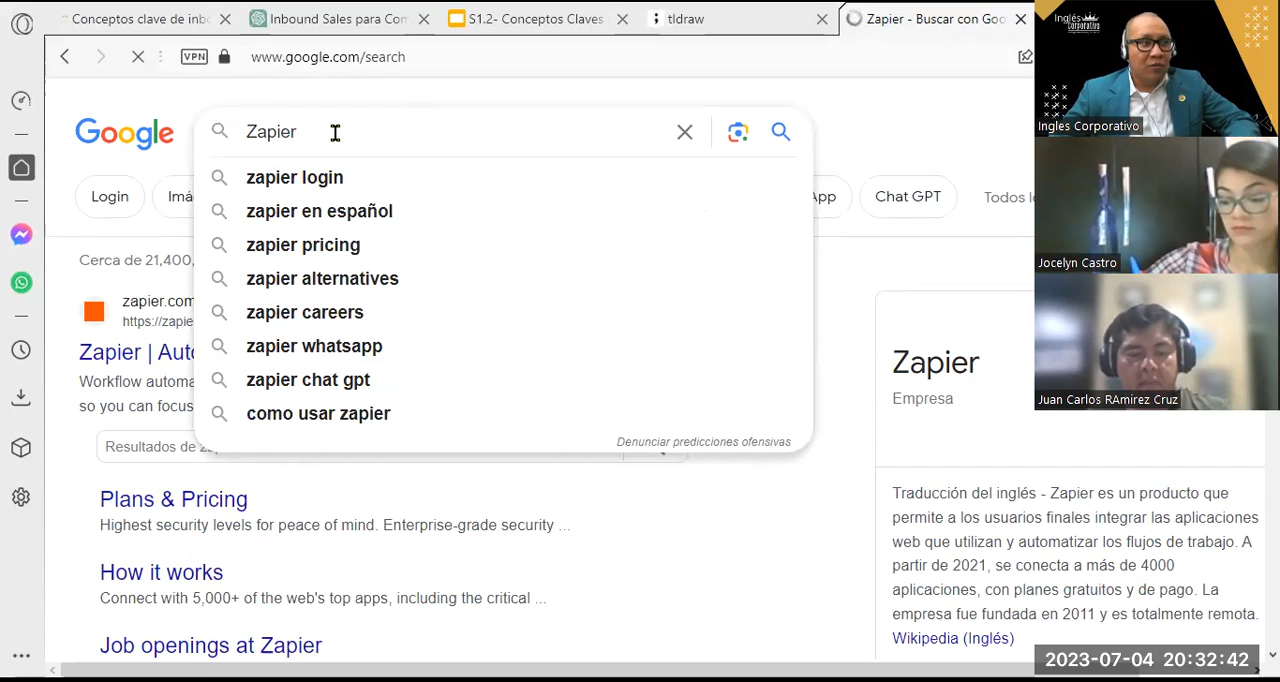 Conceptos clave de inb
Inbound Sales para Con
S1.2- Conceptos Claves
tldraw
Zapier - Buscar con Goo
VPN
www.google.com/search
Google
Zapier
zapier login
zapier en español
zapier pricing
zapier alternatives
zapier careers
zapier whatsapp
zapier chat gpt
como usar zapier
Denunciar predicciones ofensivas
Login
Imá
App
Chat GPT
Todos l
Cerca de 21,400,
zapier.com
https://zapie
Zapier | Auto
Workflow automa
so you can focus
Resultados de za
Plans & Pricing
Highest security levels for peace of mind. Enterprise-grade security ...
How it works
Connect with 5,000+ of the web's top apps, including the critical ...
Job openings at Zapier
Zapier
Empresa
Traducción del inglés - Zapier es un producto que
permite a los usuarios finales integrar las aplicaciones
web que utilizan y automatizar los flujos de trabajo. A
partir de 2021, se conecta a más de 4000
aplicaciones, con planes gratuitos y de pago. La
empresa fue fundada en 2011 y es totalmente remota.
Wikipedia (Inglés)
Inglés
Corporativo
Ingles Corporativo
Jocelyn Castro
Juan Carlos RAmirez Cruz
2023-07-04 20:32:42